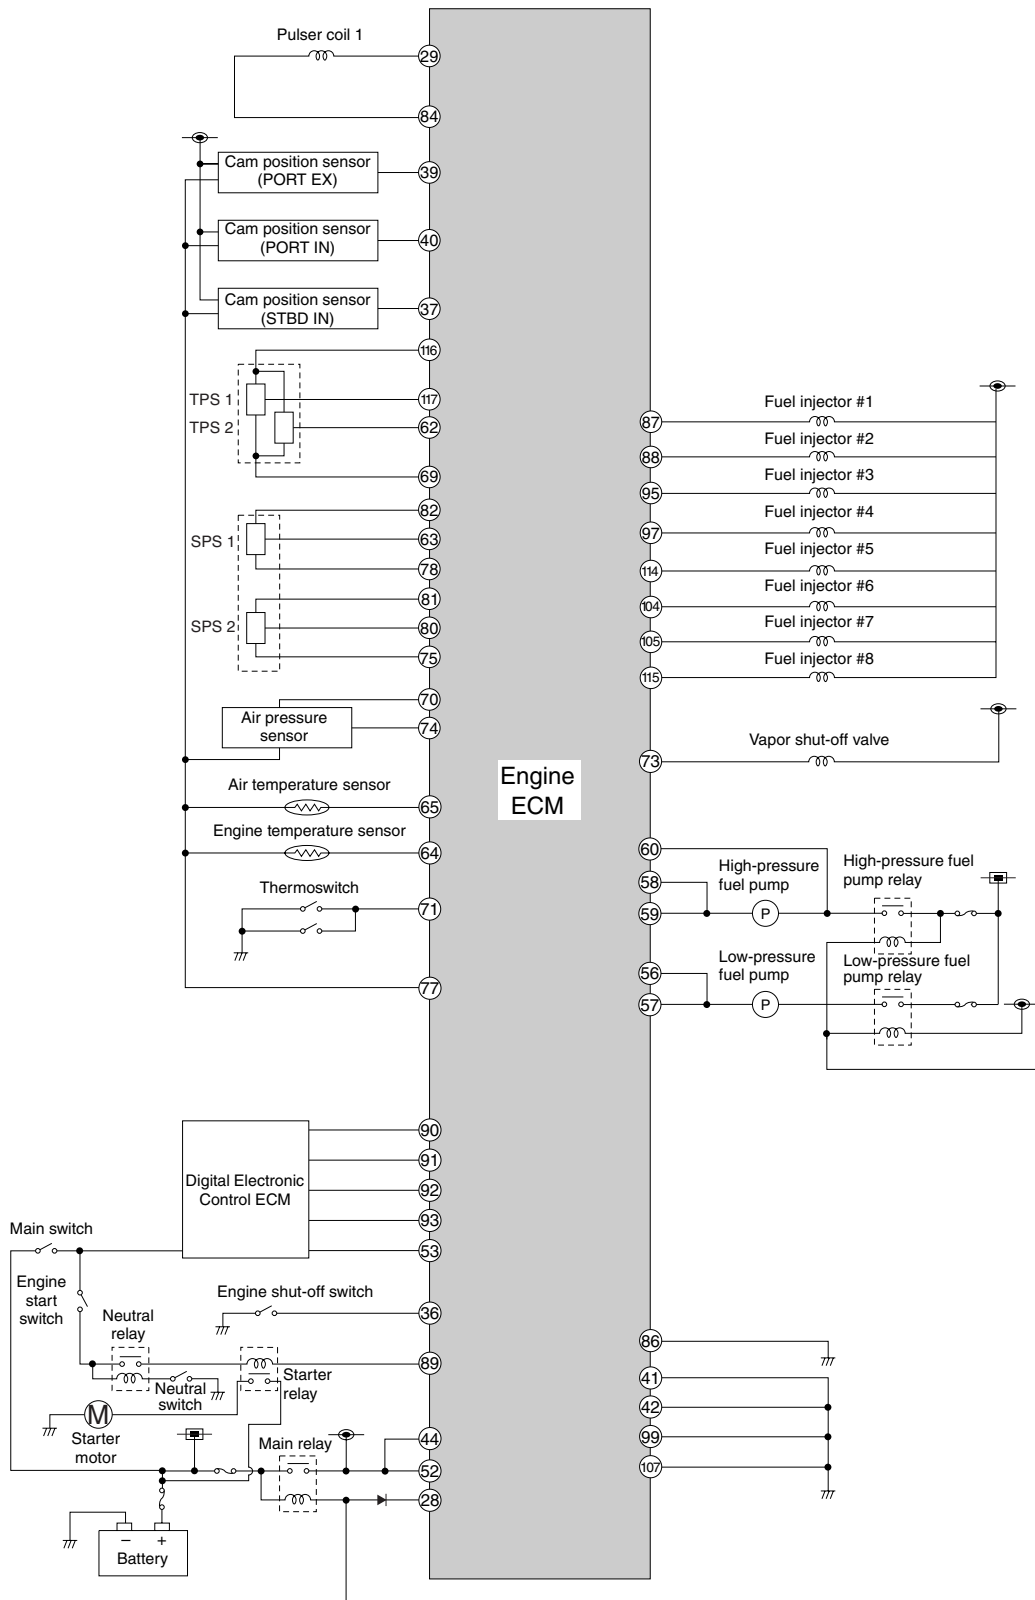 Pulser coil 1
29
84
Cam position sensor
(PORT EX)
39
Cam position sensor
(PORT IN)
40
Cam position sensor
(STBD IN)
37
116
TPS 1
117
TPS 2
62
69
82
SPS 1
63
78
81
SPS 2
80
75
70
Air pressure
sensor
74
Air temperature sensor
65
Engine temperature sensor
64
Thermoswitch
71
77
Engine
ECM
Fuel injector #1
87
Fuel injector #2
88
Fuel injector #3
95
Fuel injector #4
97
Fuel injector #5
114
Fuel injector #6
104
Fuel injector #7
105
Fuel injector #8
115
Vapor shut-off valve
73
60
High-pressure
fuel pump
High-pressure fuel
pump relay
58
59
P
Low-pressure
fuel pump
Low-pressure fuel
pump relay
56
57
P
Digital Electronic
Control ECM
90
91
92
93
53
Main switch
Engine
start
switch
Engine shut-off switch
36
Neutral
relay
89
Neutral
switch
Starter
relay
M
Starter
motor
Main relay
44
52
28
− +
Battery
86
41
42
99
107